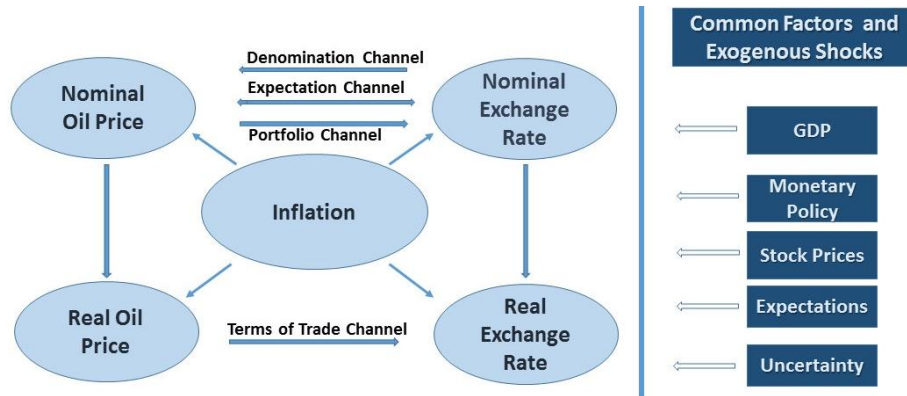 Denomination Channel
Expectation Channel
Portfolio Channel
Nominal
Oil Price
Nominal
Exchange
Rate
Inflation
Real Oil
Price
Terms of Trade Channel
Real
Exchange
Rate
Common Factors and
Exogenous Shocks
GDP
Monetary
Policy
Stock Prices
Expectations
Uncertainty